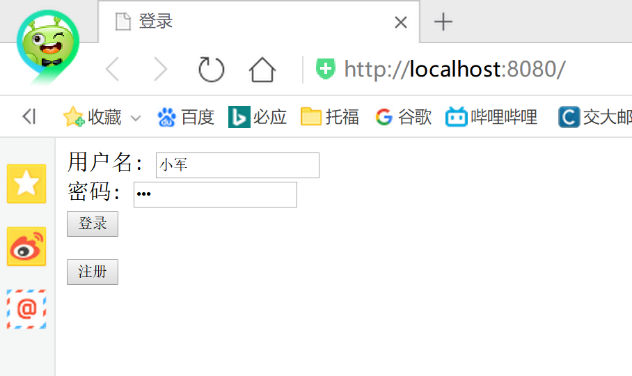 登录
http://localhost:8080/
收藏 百度 必应 托福 谷歌 哔哩哔哩 交大邮
用户名：小军
密码：•••
登录
注册